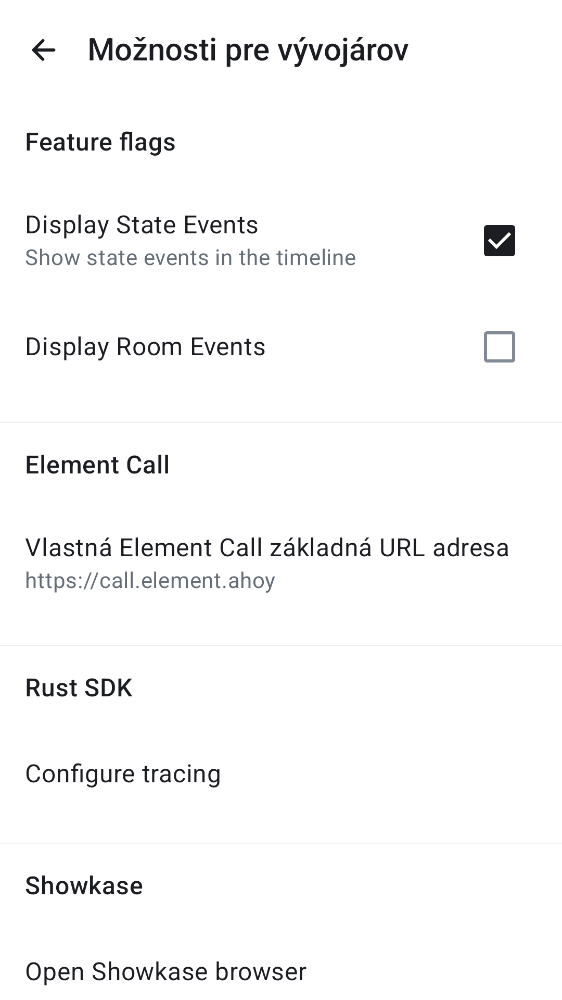 Možnosti pre vývojárov
Feature flags
Display State Events
Show state events in the timeline
Display Room Events
Element Call
Vlastná Element Call základná URL adresa
https://call.element.ahoy
Rust SDK
Configure tracing
Showkase
Open Showkase browser